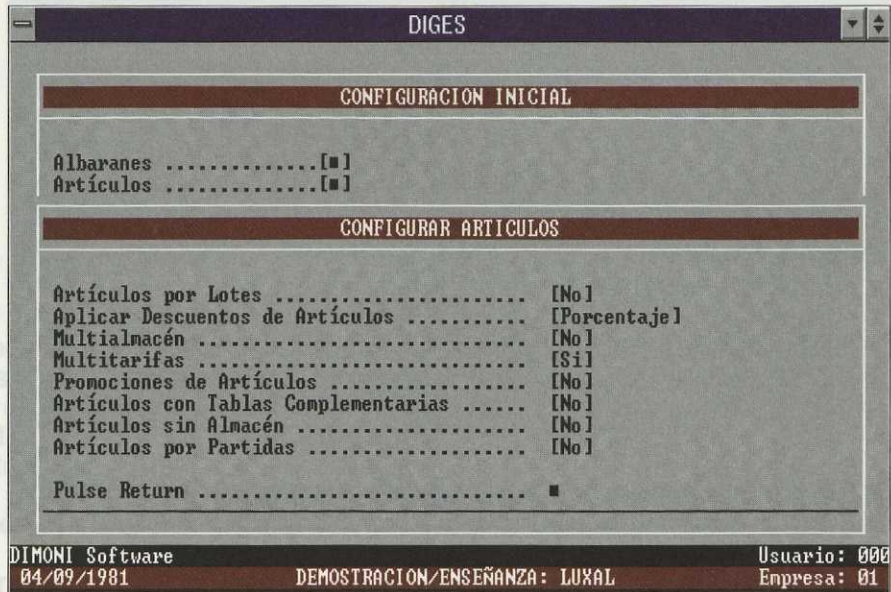 DIGES
CONFIGURACION INICIAL
Albaranes ..............[■]
Artículos ..............[■]
CONFIGURAR ARTICULOS
Artículos por Lotes ....................... [No]
Aplicar Descuentos de Artículos ........... [Porcentaje]
Multialmacén .............................. [No]
Multitarifas .............................. [Si]
Promociones de Artículos .................. [No]
Artículos con Tablas Complementarias ...... [No]
Artículos sin Almacén ..................... [No]
Artículos por Partidas .................... [No]
Pulse Return .............................. ■
DIMONI Software Usuario: 000
04/09/1981 DEMOSTRACION/ENSEÑANZA: LUXAL Empresa: 01